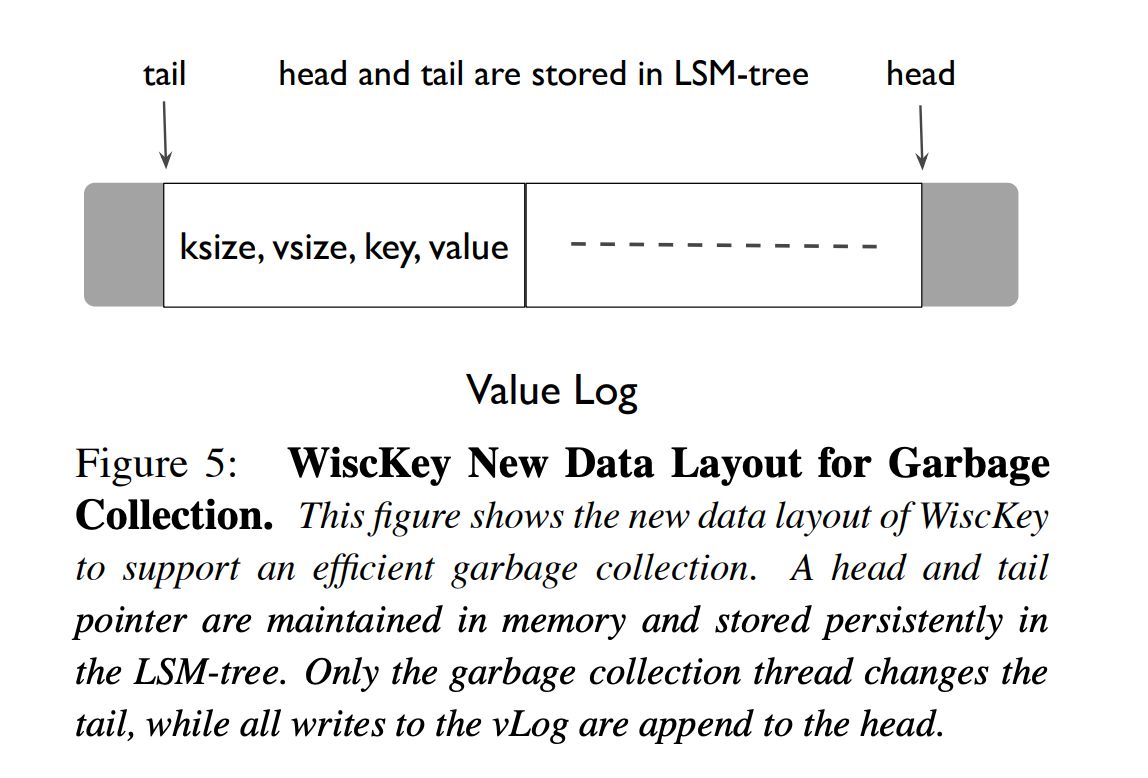 tail head and tail are stored in LSM-tree head
ksize, vsize, key, value
Value Log
Figure 5: WiscKey New Data Layout for Garbage
Collection. This figure shows the new data layout of WiscKey
to support an efficient garbage collection. A head and tail
pointer are maintained in memory and stored persistently in
the LSM-tree. Only the garbage collection thread changes the
tail, while all writes to the vLog are append to the head.